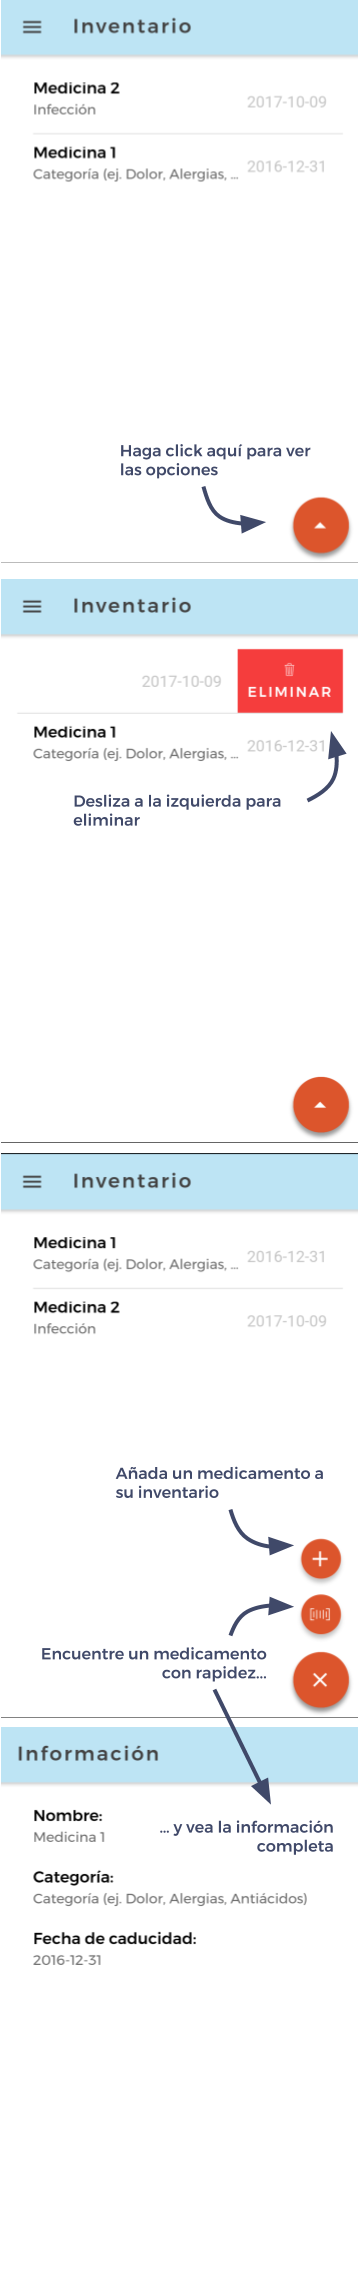 Inventario
Medicina 2
Infección
2017-10-09
Medicina 1
Categoría (ej. Dolor, Alergias, ...
2016-12-31
Haga click aquí para ver
las opciones
Inventario
2017-10-09
ELIMINAR
Medicina 1
Categoría (ej. Dolor, Alergias, ...
2016-12-31
Desliza a la izquierda para
eliminar
Inventario
Medicina 1
Categoría (ej. Dolor, Alergias, ...
2016-12-31
Medicina 2
Infección
2017-10-09
Añada un medicamento a
su inventario
Encuentre un medicamento
con rapidez...
Información
Nombre:
Medicina 1
... y vea la información
completa
Categoría:
Categoría (ej. Dolor, Alergias, Antiácidos)
Fecha de caducidad:
2016-12-31